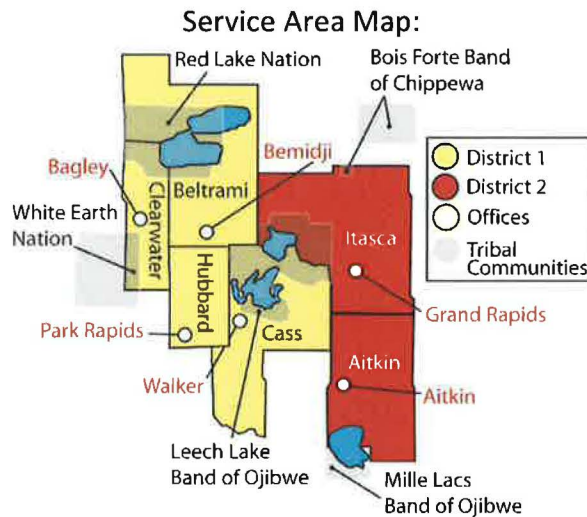 Service Area Map:
Red Lake Nation
Bois Forte Band
of Chippewa
Bagley
Bemidji
District 1
District 2
Offices
Tribal
Communities
Beltrami
Clearwater
White Earth
Nation
Itasca
Hubbard
Grand Rapids
Park Rapids
Cass
Aitkin
Walker
Aitkin
Leech Lake
Band of Ojibwe
Mille Lacs
Band of Ojibwe